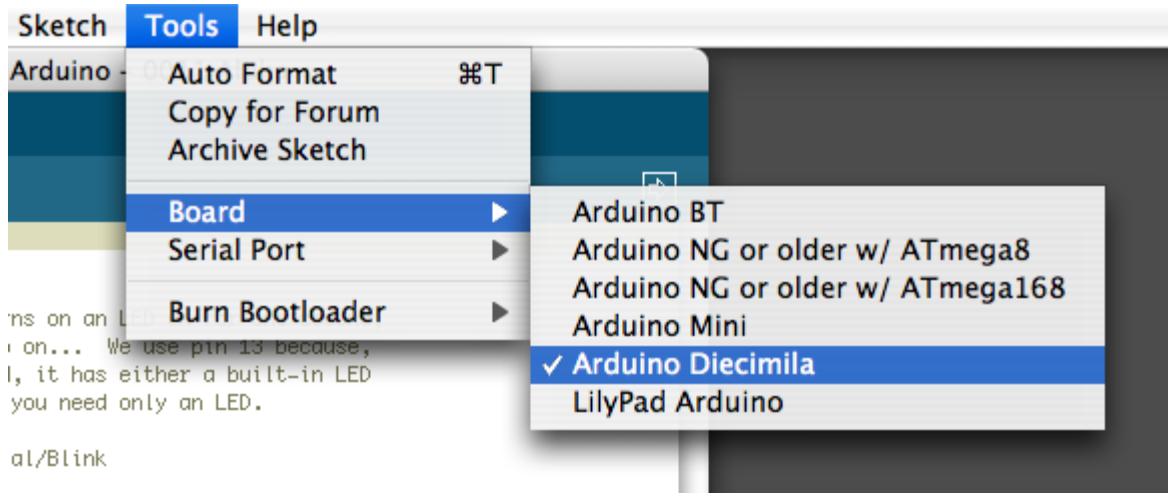 Sketch Tools Help
Arduino -
Auto Format ⌘T
Copy for Forum
Archive Sketch
Board
Serial Port
Burn Bootloader
Arduino BT
Arduino NG or older w/ ATmega8
Arduino NG or older w/ ATmega168
Arduino Mini
✓ Arduino Diecimila
LilyPad Arduino
rns on an
on... We use pin 13 because,
, it has either a built-in LED
you need only an LED.
al/Blink